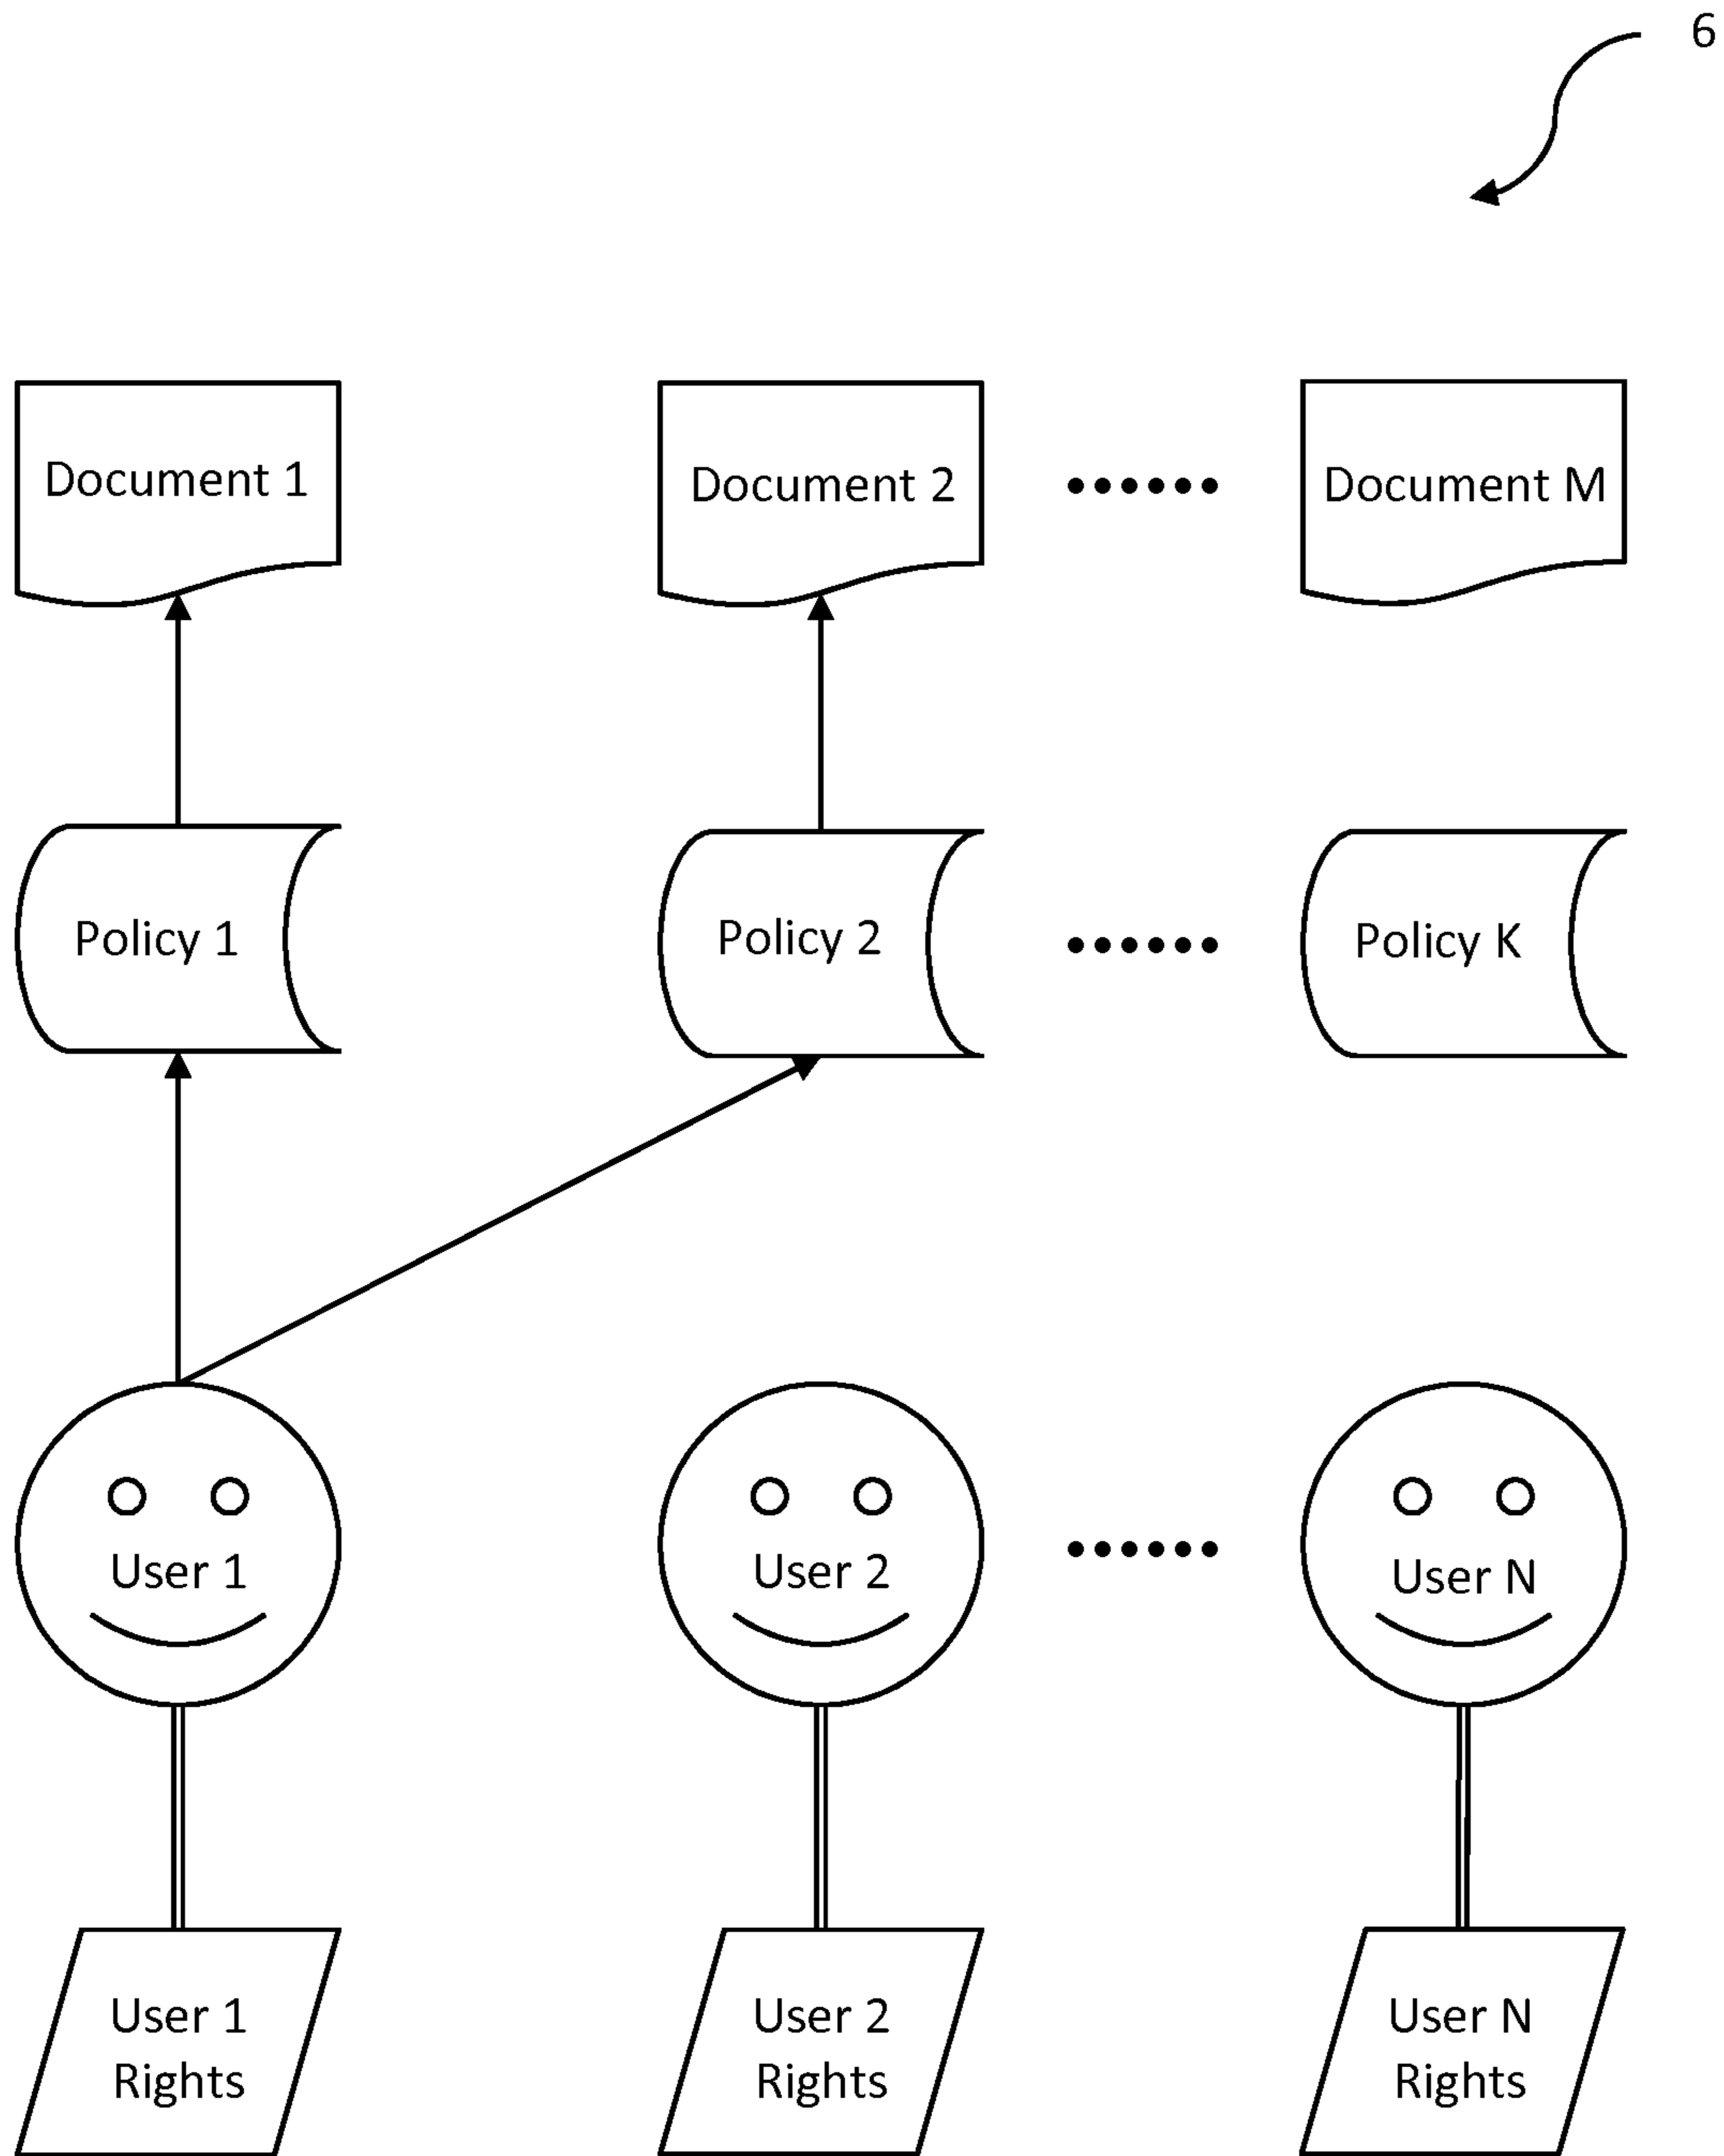 6
Document 1
Document 2
Document M
Policy 1
Policy 2
Policy K
User 1
User 2
User N
User 1
Rights
User 2
Rights
User N
Rights